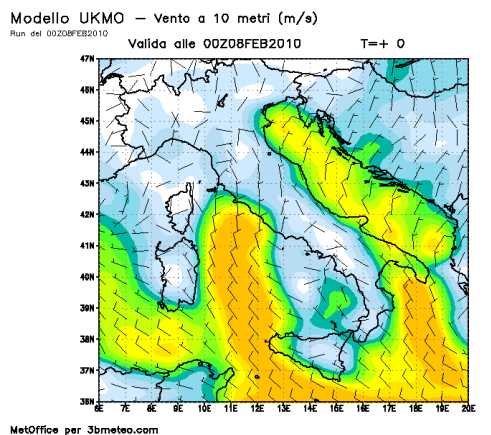 Modello UKMO – Vento a 10 metri (m/s)
Run del 00Z08FEB2010
Valida alle 00Z08FEB2010 T=+ 0
47N
46N
45N
44N
43N
42N
41N
40N
39N
38N
37N
36N
35N
6E 7E 8E 9E 10E 11E 12E 13E 14E 15E 16E 17E 18E 19E 20E
MetOffice per 3bmeteo.com